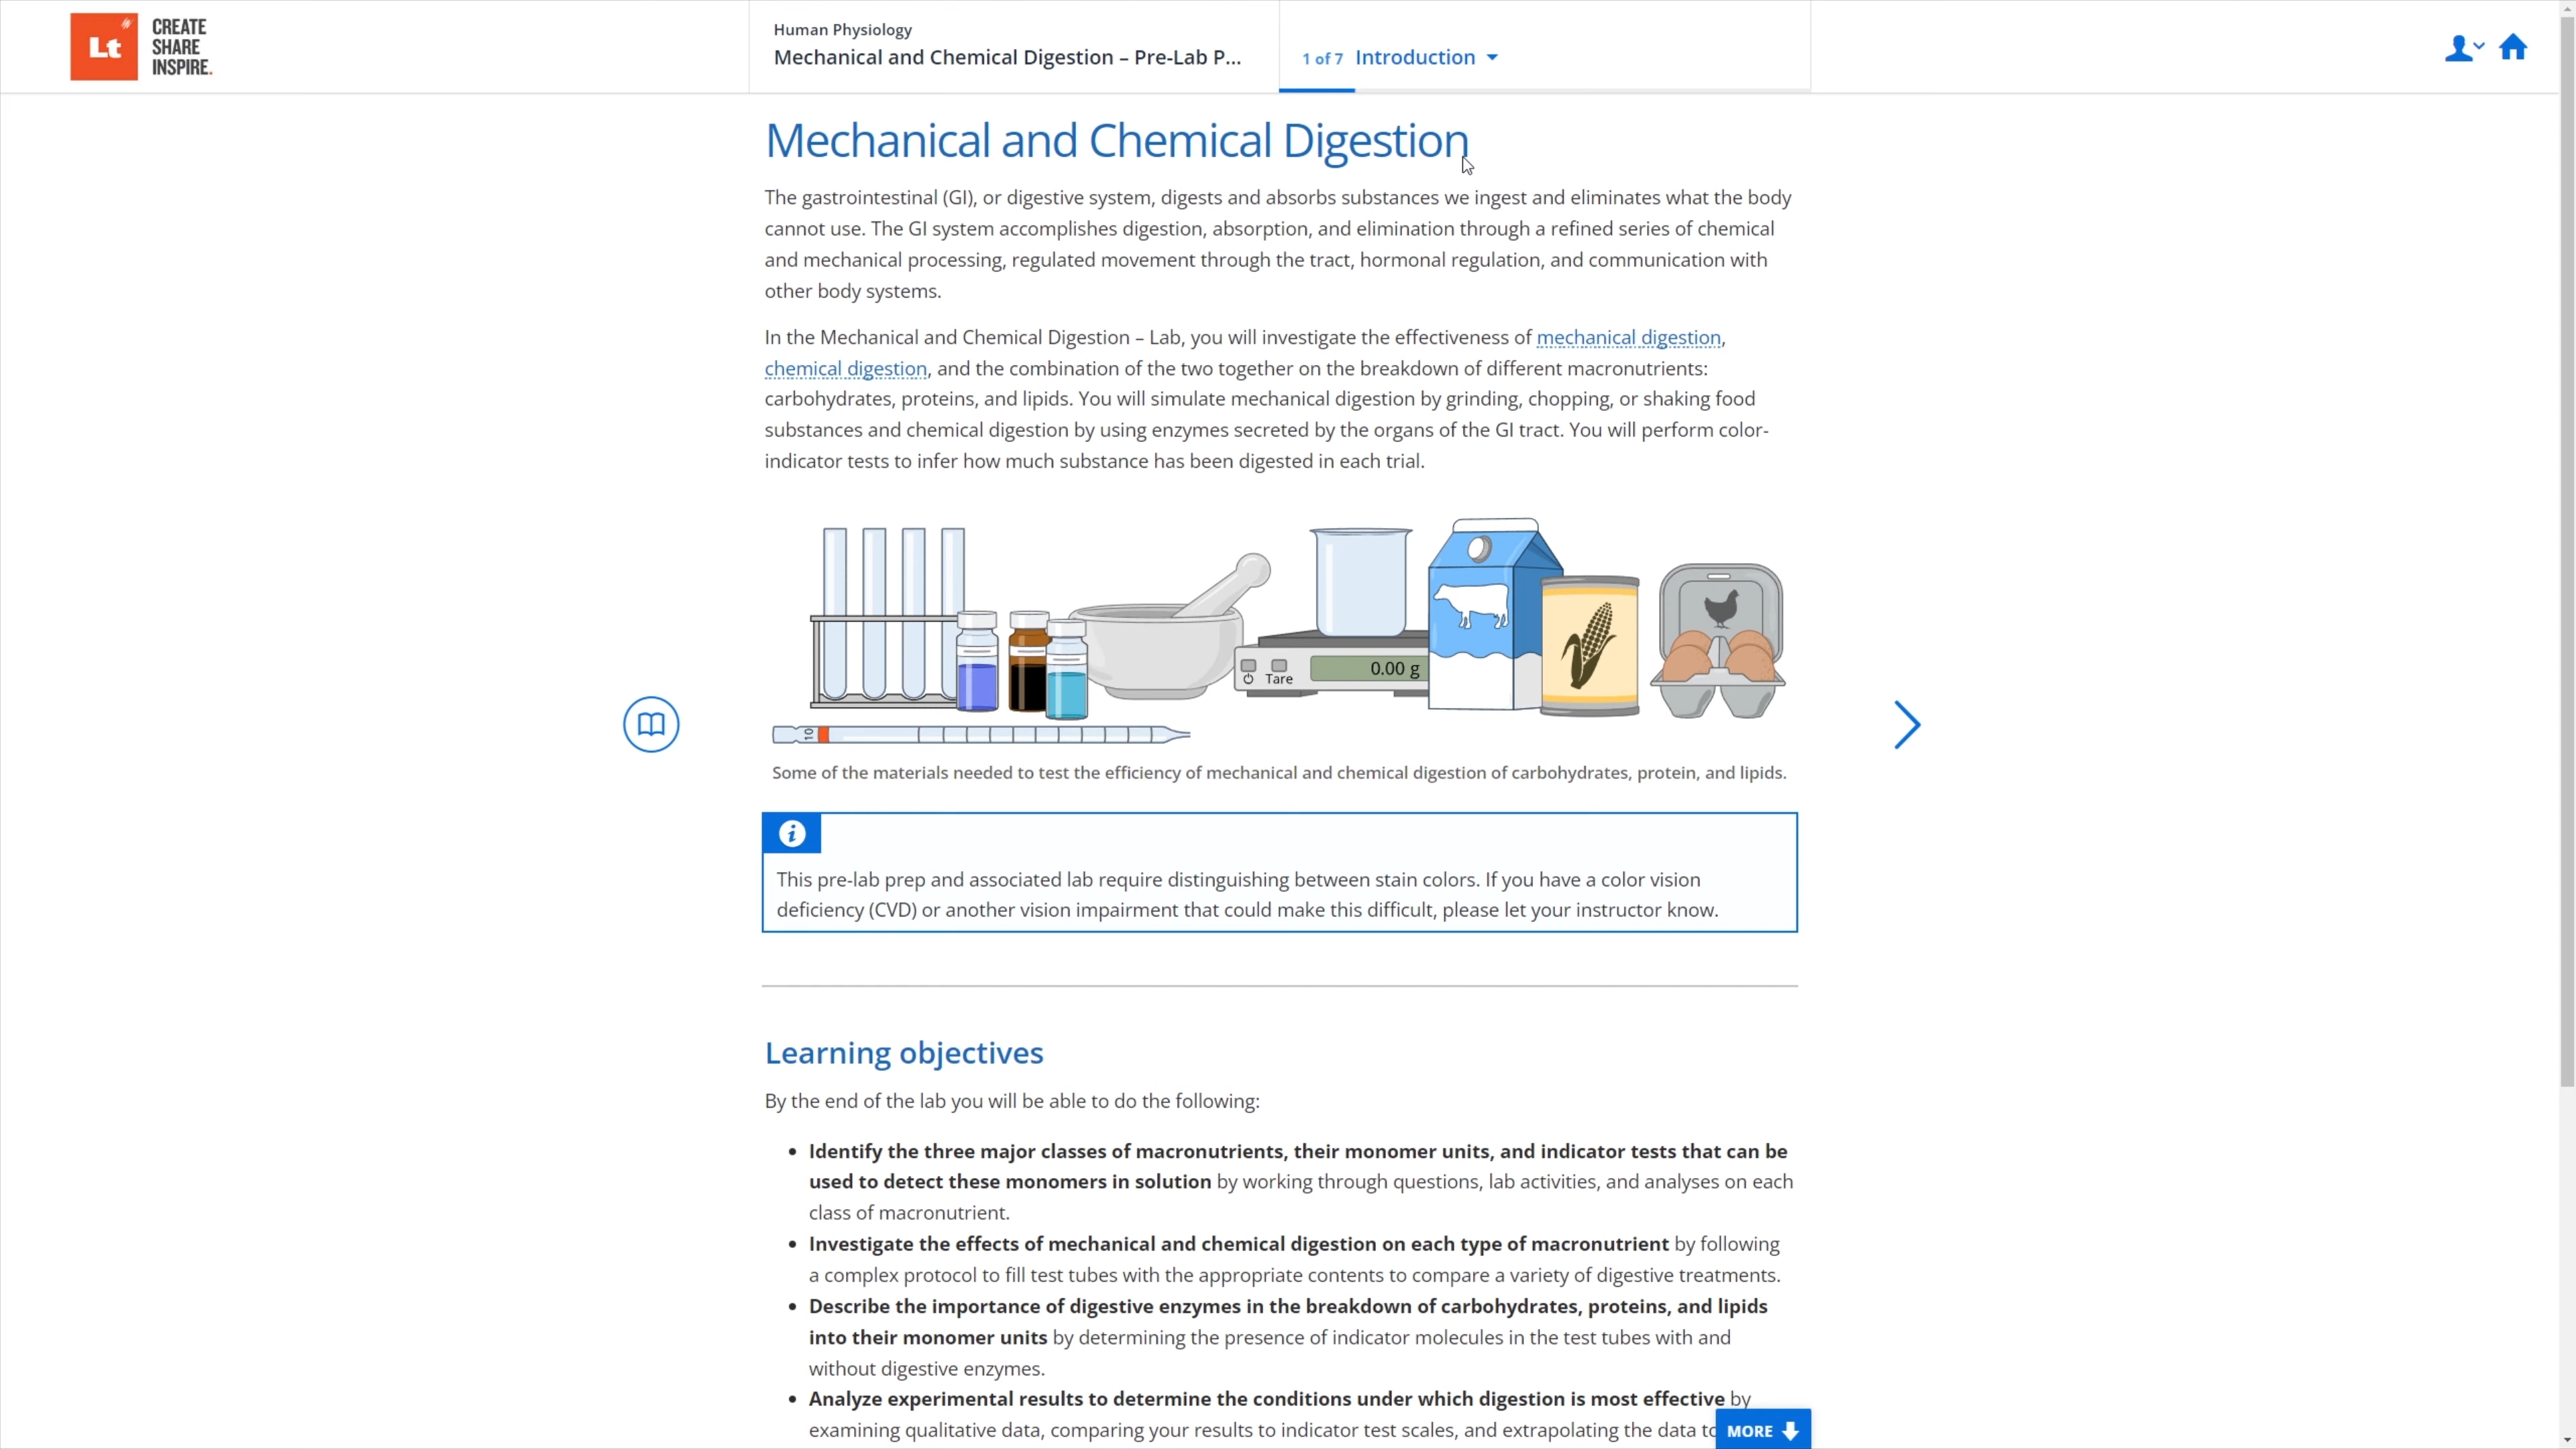 Lt
CREATE
SHARE
INSPIRE.
Human Physiology
Mechanical and Chemical Digestion – Pre-Lab P...
1 of 7 Introduction
Mechanical and Chemical Digestion
The gastrointestinal (GI), or digestive system, digests and absorbs substances we ingest and eliminates what the body
cannot use. The GI system accomplishes digestion, absorption, and elimination through a refined series of chemical
and mechanical processing, regulated movement through the tract, hormonal regulation, and communication with
other body systems.
In the Mechanical and Chemical Digestion – Lab, you will investigate the effectiveness of mechanical digestion,
chemical digestion, and the combination of the two together on the breakdown of different macronutrients:
carbohydrates, proteins, and lipids. You will simulate mechanical digestion by grinding, chopping, or shaking food
substances and chemical digestion by using enzymes secreted by the organs of the GI tract. You will perform color-
indicator tests to infer how much substance has been digested in each trial.
0.00 g
Tare
10
Some of the materials needed to test the efficiency of mechanical and chemical digestion of carbohydrates, protein, and lipids.
i
This pre-lab prep and associated lab require distinguishing between stain colors. If you have a color vision
deficiency (CVD) or another vision impairment that could make this difficult, please let your instructor know.
Learning objectives
By the end of the lab you will be able to do the following:
• Identify the three major classes of macronutrients, their monomer units, and indicator tests that can be
used to detect these monomers in solution by working through questions, lab activities, and analyses on each
class of macronutrient.
• Investigate the effects of mechanical and chemical digestion on each type of macronutrient by following
a complex protocol to fill test tubes with the appropriate contents to compare a variety of digestive treatments.
• Describe the importance of digestive enzymes in the breakdown of carbohydrates, proteins, and lipids
into their monomer units by determining the presence of indicator molecules in the test tubes with and
without digestive enzymes.
• Analyze experimental results to determine the conditions under which digestion is most effective by
examining qualitative data, comparing your results to indicator test scales, and extrapolating the data to
MORE